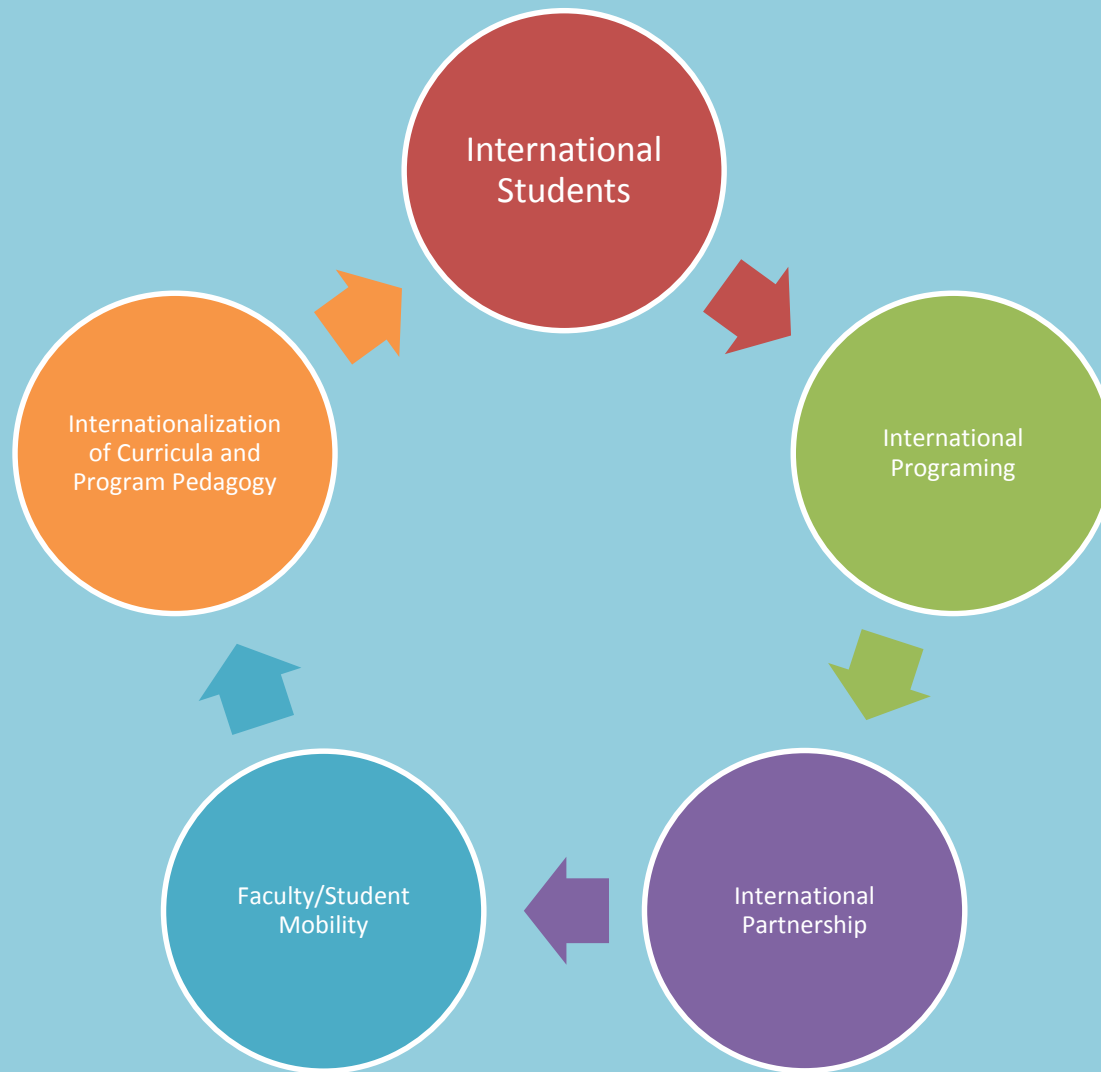 International
Students
International
Programing
International
Partnership
Faculty/Student
Mobility
Internationalization
of Curricula and
Program Pedagogy